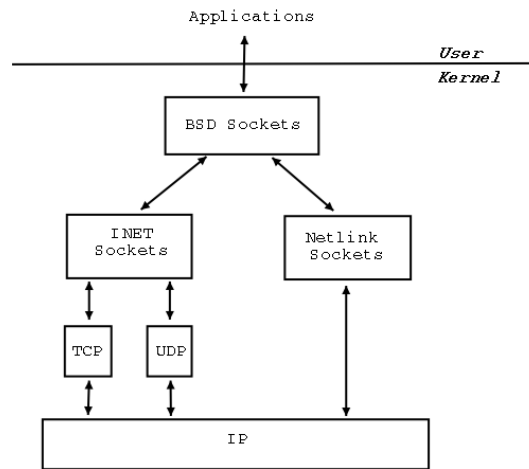 Applications
User
Kernel
BSD Sockets
INET
Sockets
Netlink
Sockets
TCP
UDP
IP